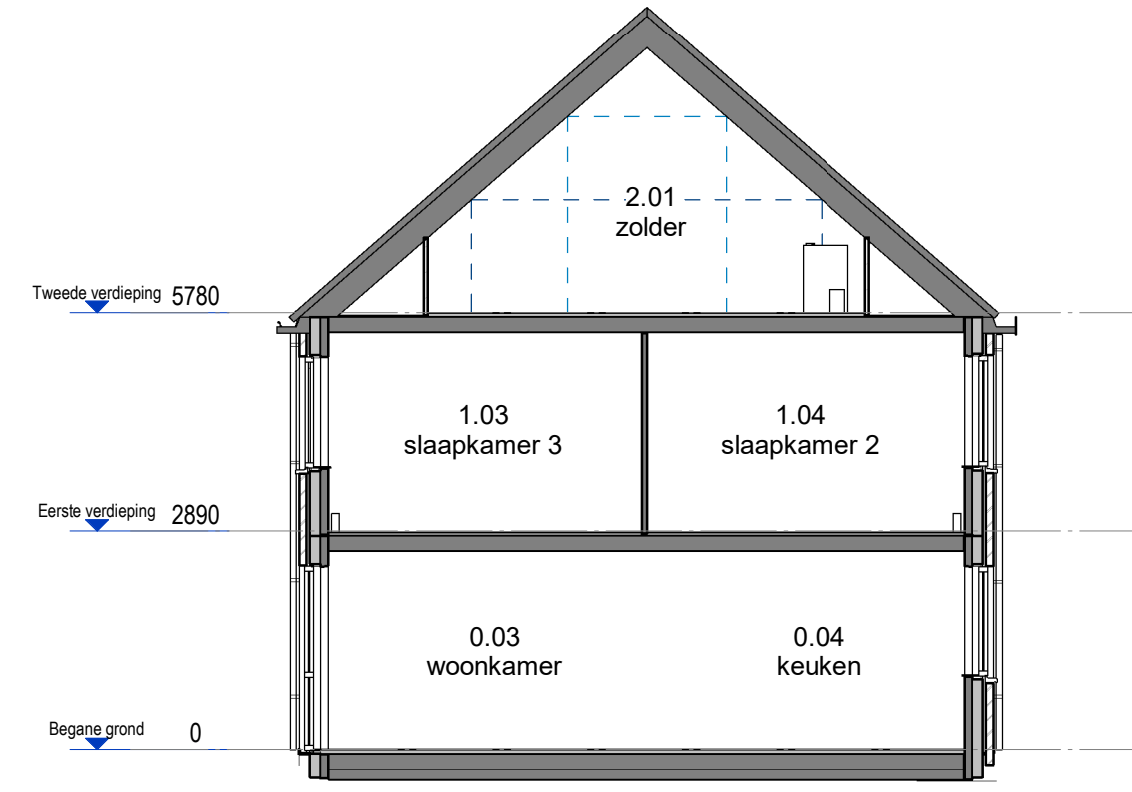 2.01
zolder
Tweede verdieping 5780
1.03
slaapkamer 3
1.04
slaapkamer 2
Eerste verdieping 2890
0.03
woonkamer
0.04
keuken
Begane grond 0